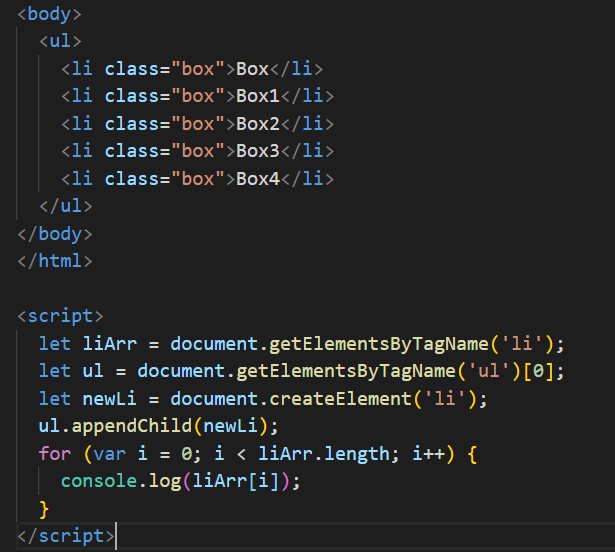 <body>
<ul>
<li class="box">Box</li>
<li class="box">Box1</li>
<li class="box">Box2</li>
<li class="box">Box3</li>
<li class="box">Box4</li>
</ul>
</body>
</html>
<script>
let liArr = document.getElementsByTagName('li');
let ul = document.getElementsByTagName('ul')[0];
let newLi = document.createElement('li');
ul.appendChild(newLi);
for (var i = 0; i < liArr.length; i++) {
console.log(liArr[i]);
}
</script>